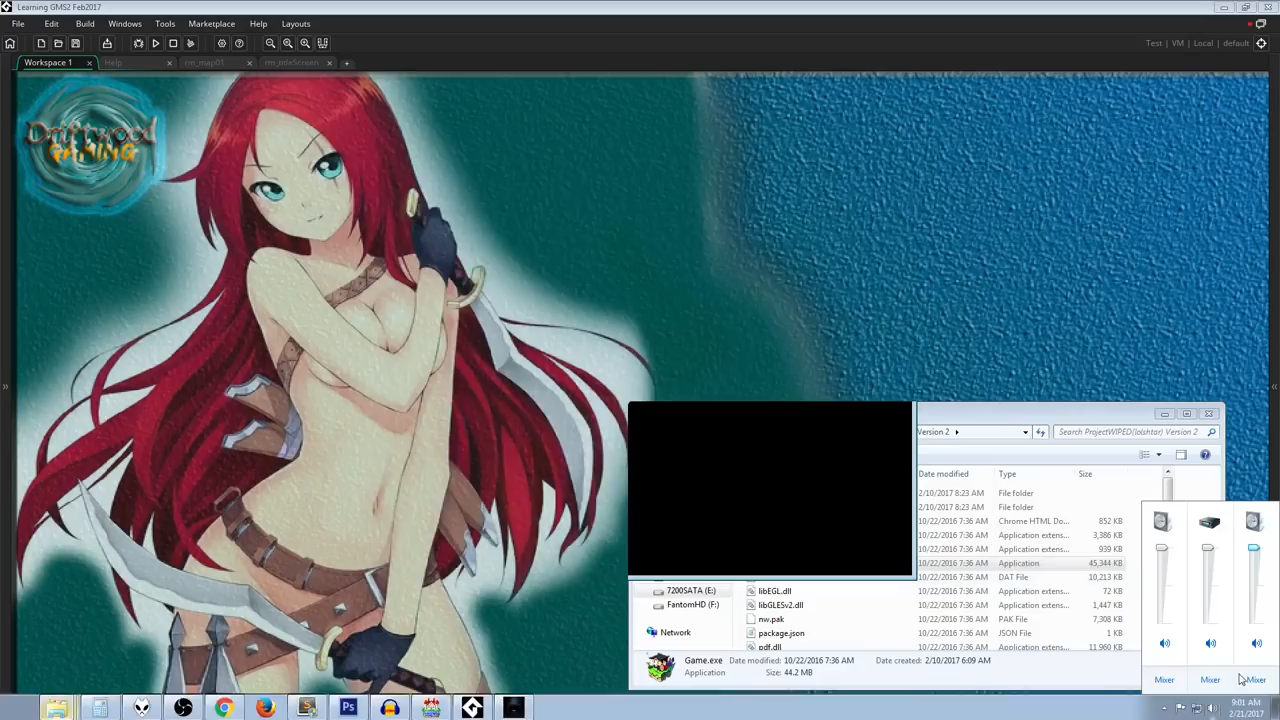 Learning GMS2 Feb2017
File Edit Build Windows Tools Marketplace Help Layouts
Test | VM | Local | default
Workspace 1 Help rm_map01 rm_titleScreen
Driftwood
GAMING
Version 2 Search ProjectWIPED(lolshtar) Version 2
Date modified Type Size
2/10/2017 8:23 AM File folder
2/10/2017 8:23 AM File folder
10/22/2016 7:36 AM Chrome HTML Do... 852 KB
10/22/2016 7:36 AM Application extens... 3,386 KB
10/22/2016 7:36 AM Application extens... 939 KB
10/22/2016 7:36 AM Application 45,344 KB
10/22/2016 7:36 AM DAT File 10,213 KB
7200SATA (E:) libEGL.dll 10/22/2016 7:36 AM Application extens... 72 KB
FantomHD (F:) libGLESv2.dll 10/22/2016 7:36 AM Application extens... 1,447 KB
nw.pak 10/22/2016 7:36 AM PAK File 7,308 KB
Network package.json 10/22/2016 7:36 AM JSON File 1 KB
pdf.dll 10/22/2016 7:36 AM Application extens... 11,960 KB
Game.exe Date modified: 10/22/2016 7:36 AM Date created: 2/10/2017 6:09 AM
Application Size: 44.2 MB
Mixer Mixer Mixer
9:01 AM
2/21/2017